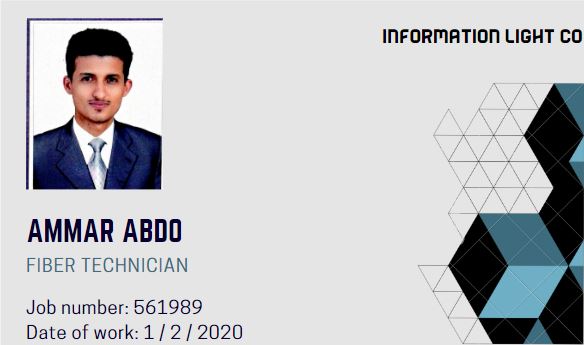 INFORMATION LIGHT CO
AMMAR ABDO
FIBER TECHNICIAN
Job number: 561989
Date of work: 1 / 2 / 2020